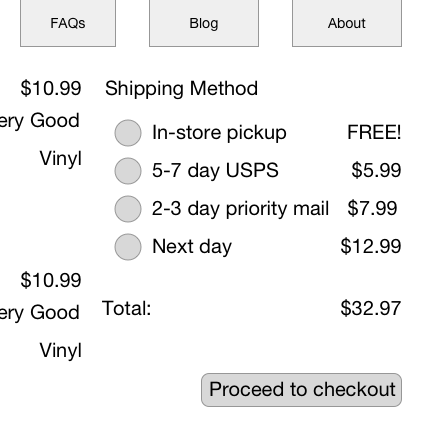 FAQs Blog About
$10.99 Shipping Method
ery Good
In-store pickup FREE!
Vinyl
5-7 day USPS $5.99
2-3 day priority mail $7.99
Next day $12.99
$10.99
ery Good
Total: $32.97
Vinyl
Proceed to checkout